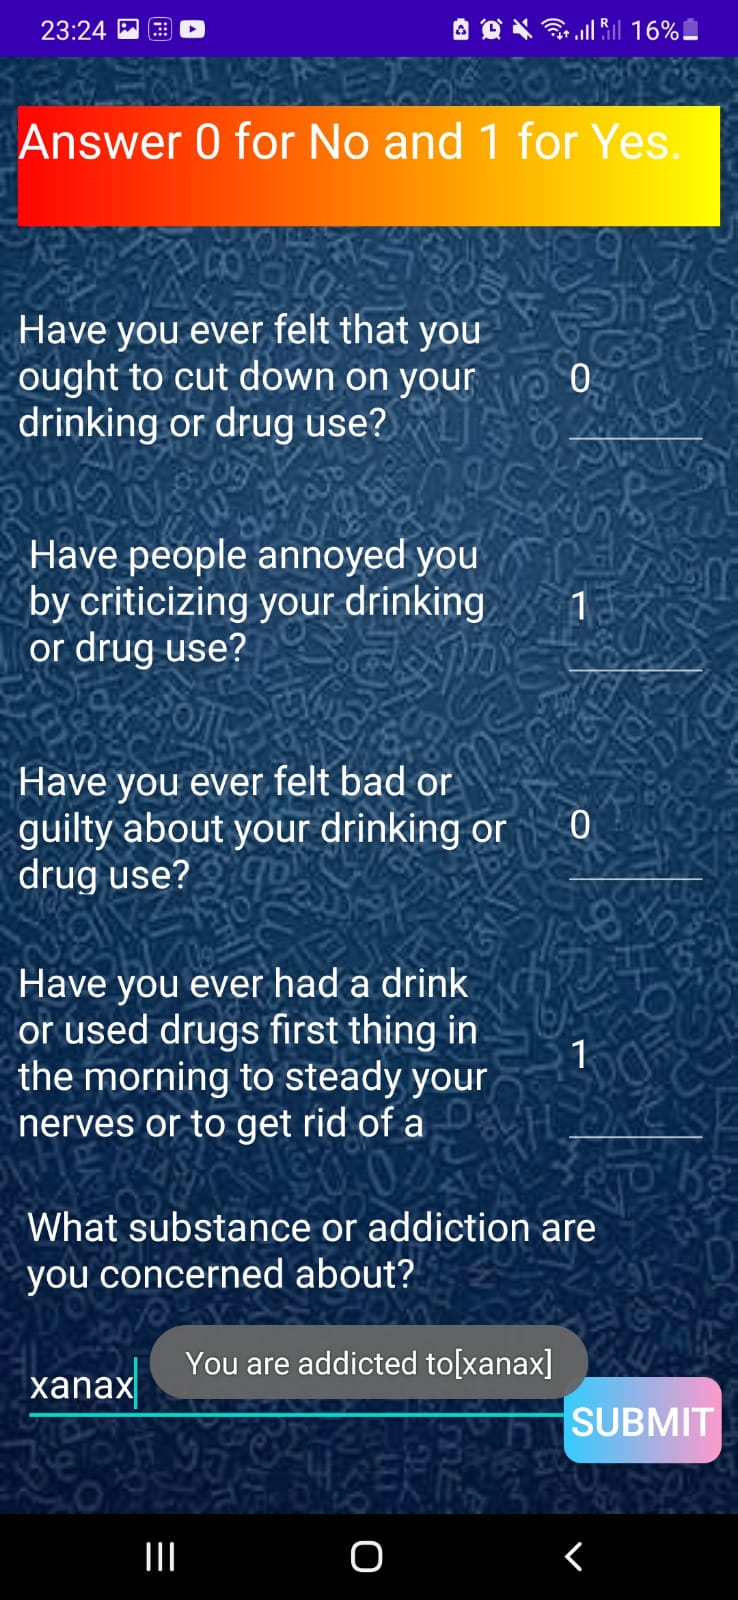 23:24
16%
Answer 0 for No and 1 for Yes.
Have you ever felt that you
ought to cut down on your
drinking or drug use?
0
Have people annoyed you
by criticizing your drinking
or drug use?
1
Have you ever felt bad or
guilty about your drinking or
drug use?
0
Have you ever had a drink
or used drugs first thing in
the morning to steady your
nerves or to get rid of a
1
What substance or addiction are
you concerned about?
xanax
You are addicted to[xanax]
SUBMIT